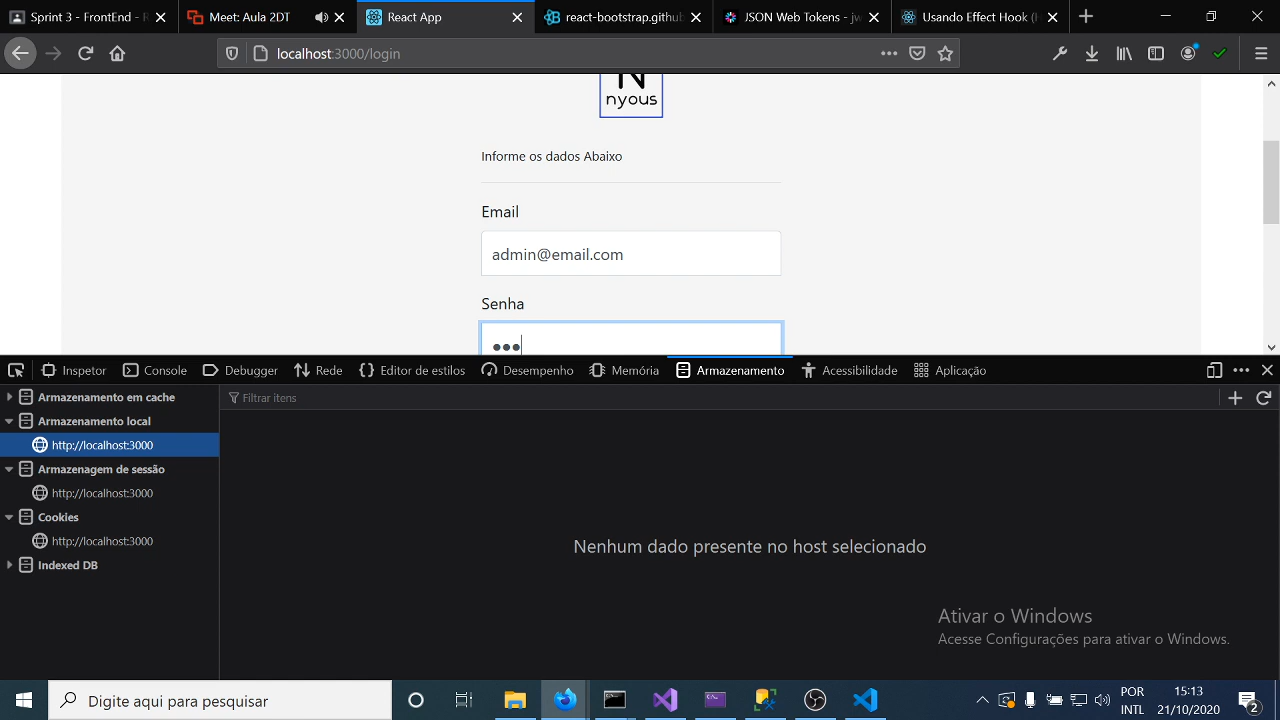 Sprint 3 - FrontEnd - R
Meet: Aula 2DT
React App
react-bootstrap.github
JSON Web Tokens - jw
Usando Effect Hook (
localhost:3000/login
N
nyous
Informe os dados Abaixo
Email
admin@email.com
Senha
•••
Inspetor
Console
Debugger
Rede
Editor de estilos
Desempenho
Memória
Armazenamento
Acessibilidade
Aplicação
Armazenamento em cache
Filtrar itens
Armazenamento local
http://localhost:3000
Armazenagem de sessão
http://localhost:3000
Cookies
http://localhost:3000
Indexed DB
Nenhum dado presente no host selecionado
Ativar o Windows
Acesse Configurações para ativar o Windows.
Digite aqui para pesquisar
POR
INTL
15:13
21/10/2020
2